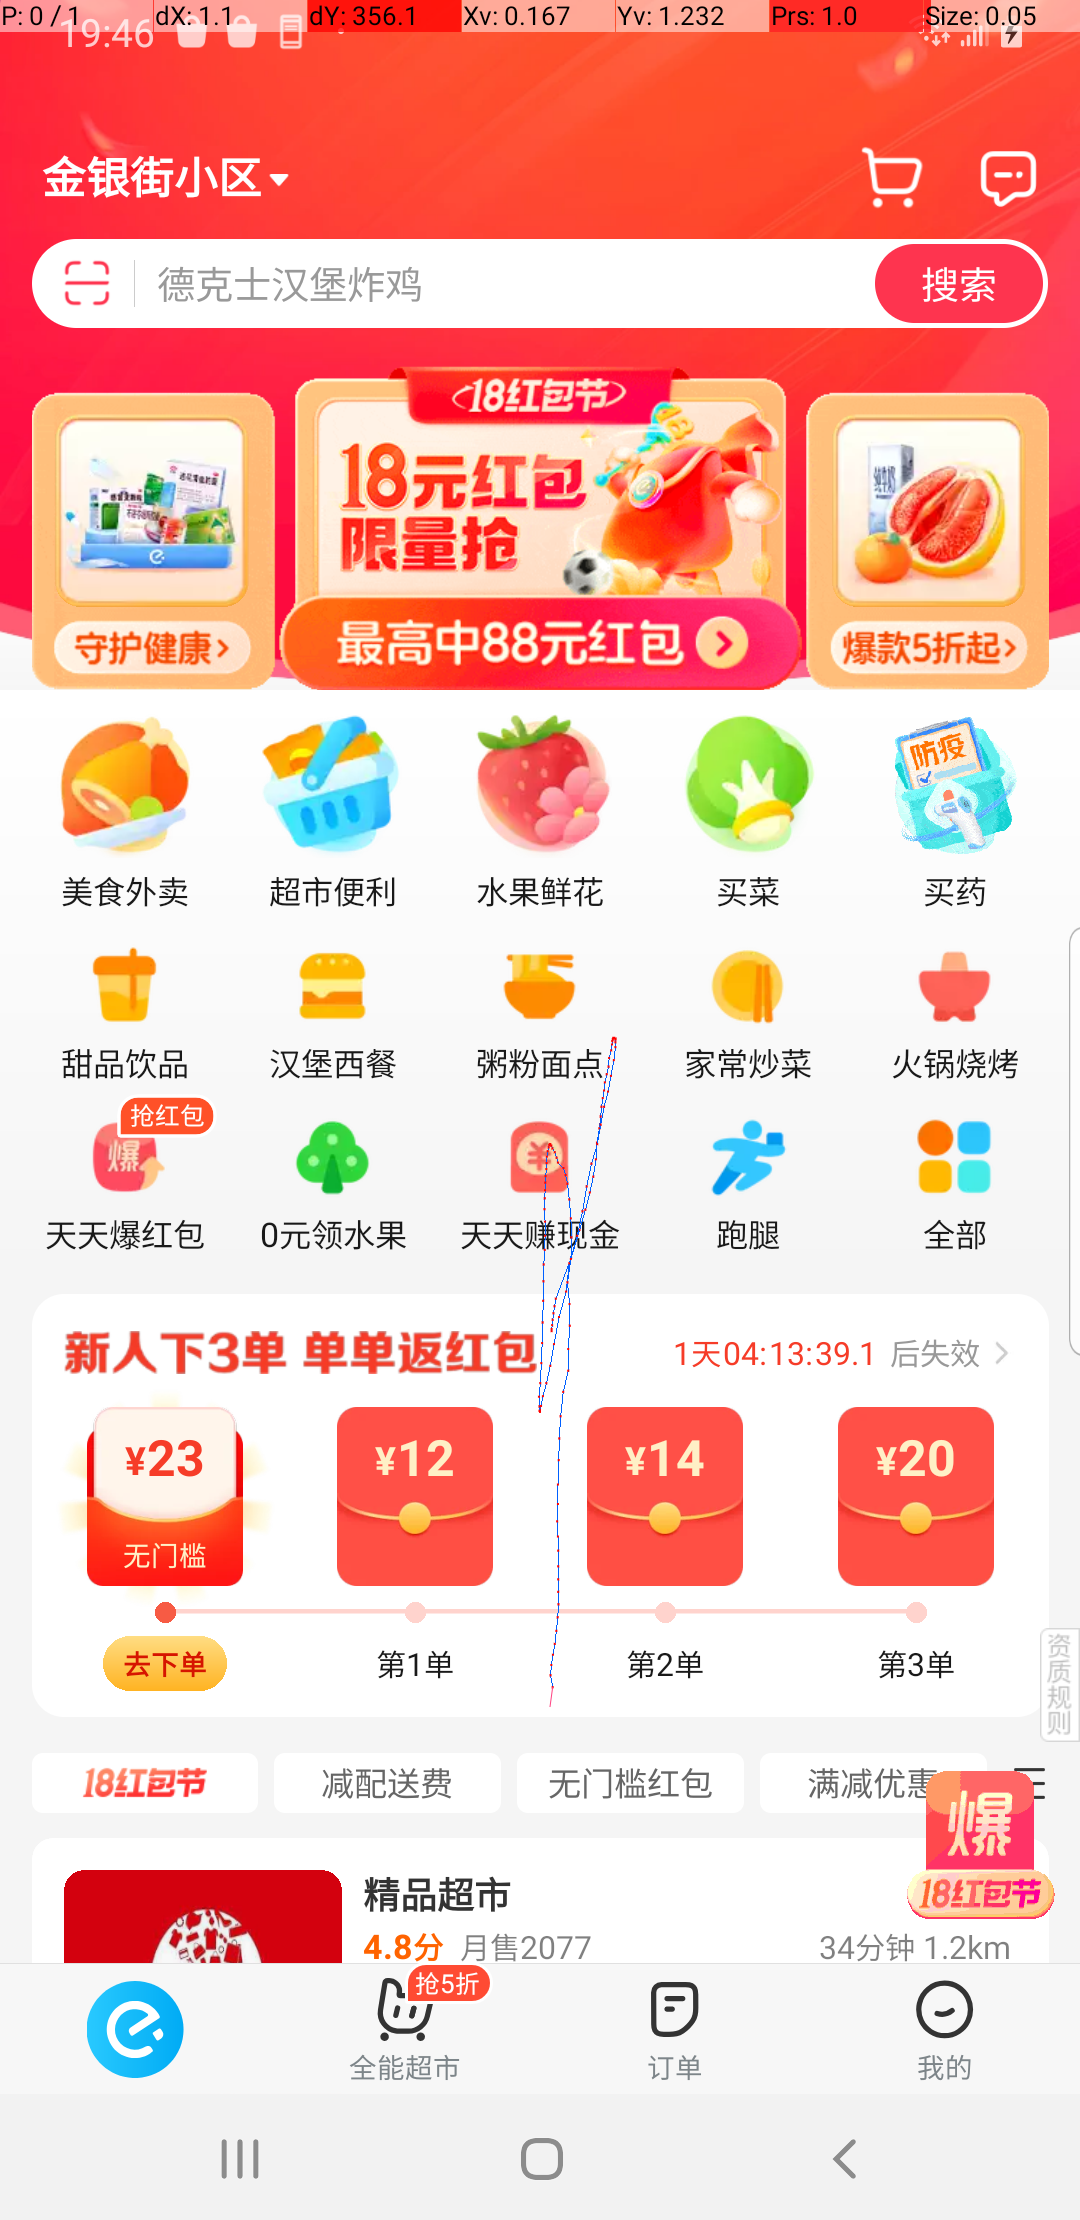 P: 0 / 1 dX: 1.1 dY: 356.1 Xv: 0.167 Yv: 1.232 Prs: 1.0 Size: 0.05
19:46
金银街小区
德克士汉堡炸鸡 搜索
18红包节
18元红包
限量抢
纯牛奶
守护健康> 最高中88元红包 爆款5折起>
防疫
美食外卖 超市便利 水果鲜花 买菜 买药
甜品饮品 汉堡西餐 粥粉面点 家常炒菜 火锅烧烤
抢红包
爆
天天爆红包 0元领水果 天天赚现金 跑腿 全部
新人下3单 单单返红包 1天04:13:39.1 后失效
¥23 ¥12 ¥14 ¥20
无门槛
去下单 第1单 第2单 第3单
资质规则
18红包节 减配送费 无门槛红包 满减优惠
爆
18红包节
精品超市
4.8分 月售2077 34分钟 1.2km
抢5折
全能超市 订单 我的